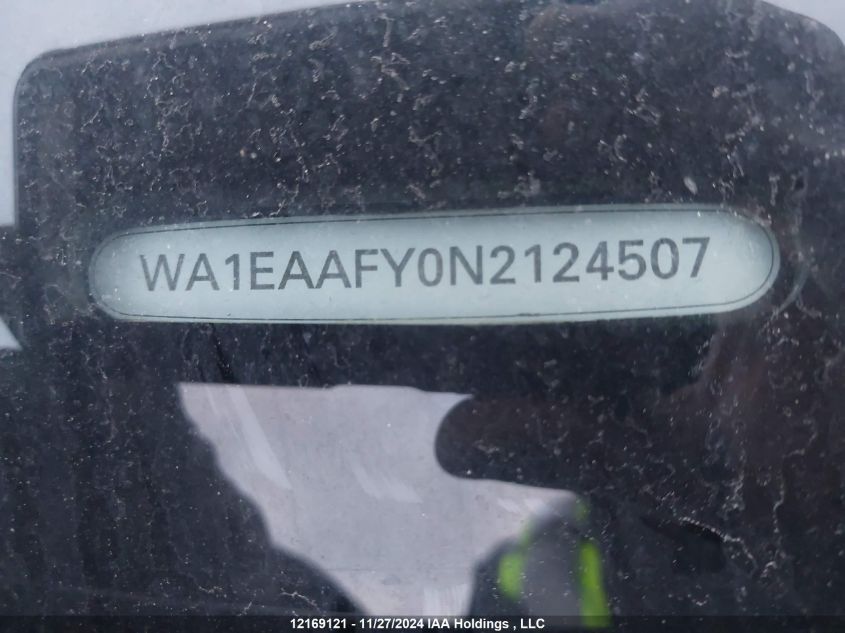 WA1EAAFY0N2124507
12169121 - 11/27/2024 IAA Holdings , LLC